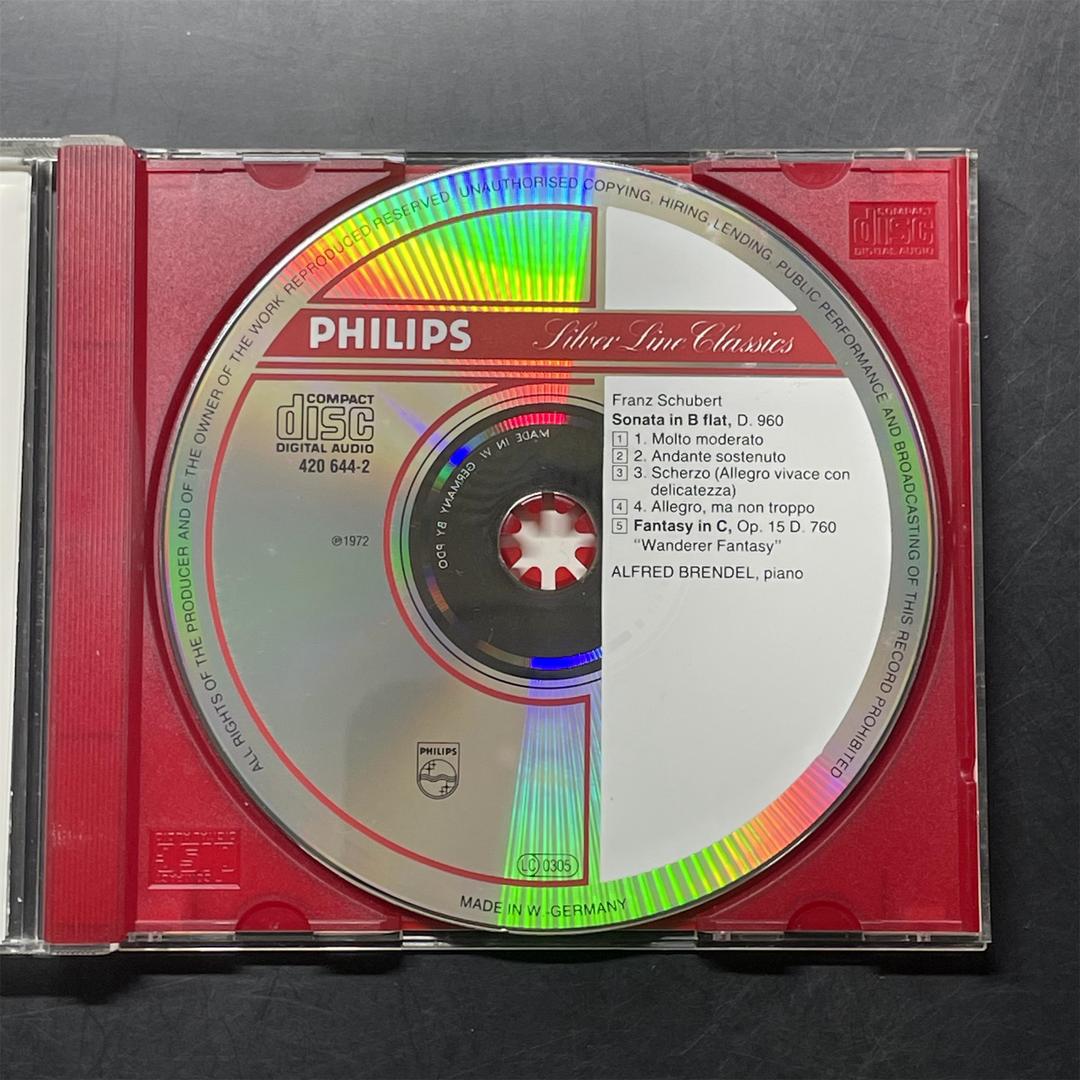 ALL RIGHTS OF THE PRODUCER AND OF THE OWNER OF THE WORK REPRODUCED RESERVED. UNAUTHORISED COPYING, HIRING, LENDING, PUBLIC PERFORMANCE AND BROADCASTING OF THIS RECORD PROHIBITED
COMPACT
disc
DIGITAL AUDIO
PHILIPS Silver Line Classics
COMPACT
disc
DIGITAL AUDIO
420 644-2
MADE IN W. GERMANY BY PDO
℗1972
Franz Schubert
Sonata in B flat, D. 960
1 1. Molto moderato
2 2. Andante sostenuto
3 3. Scherzo (Allegro vivace con
delicatezza)
4 4. Allegro, ma non troppo
5 Fantasy in C, Op. 15 D. 760
"Wanderer Fantasy"
ALFRED BRENDEL, piano
PHILIPS
LC 0305
MADE IN W.-GERMANY